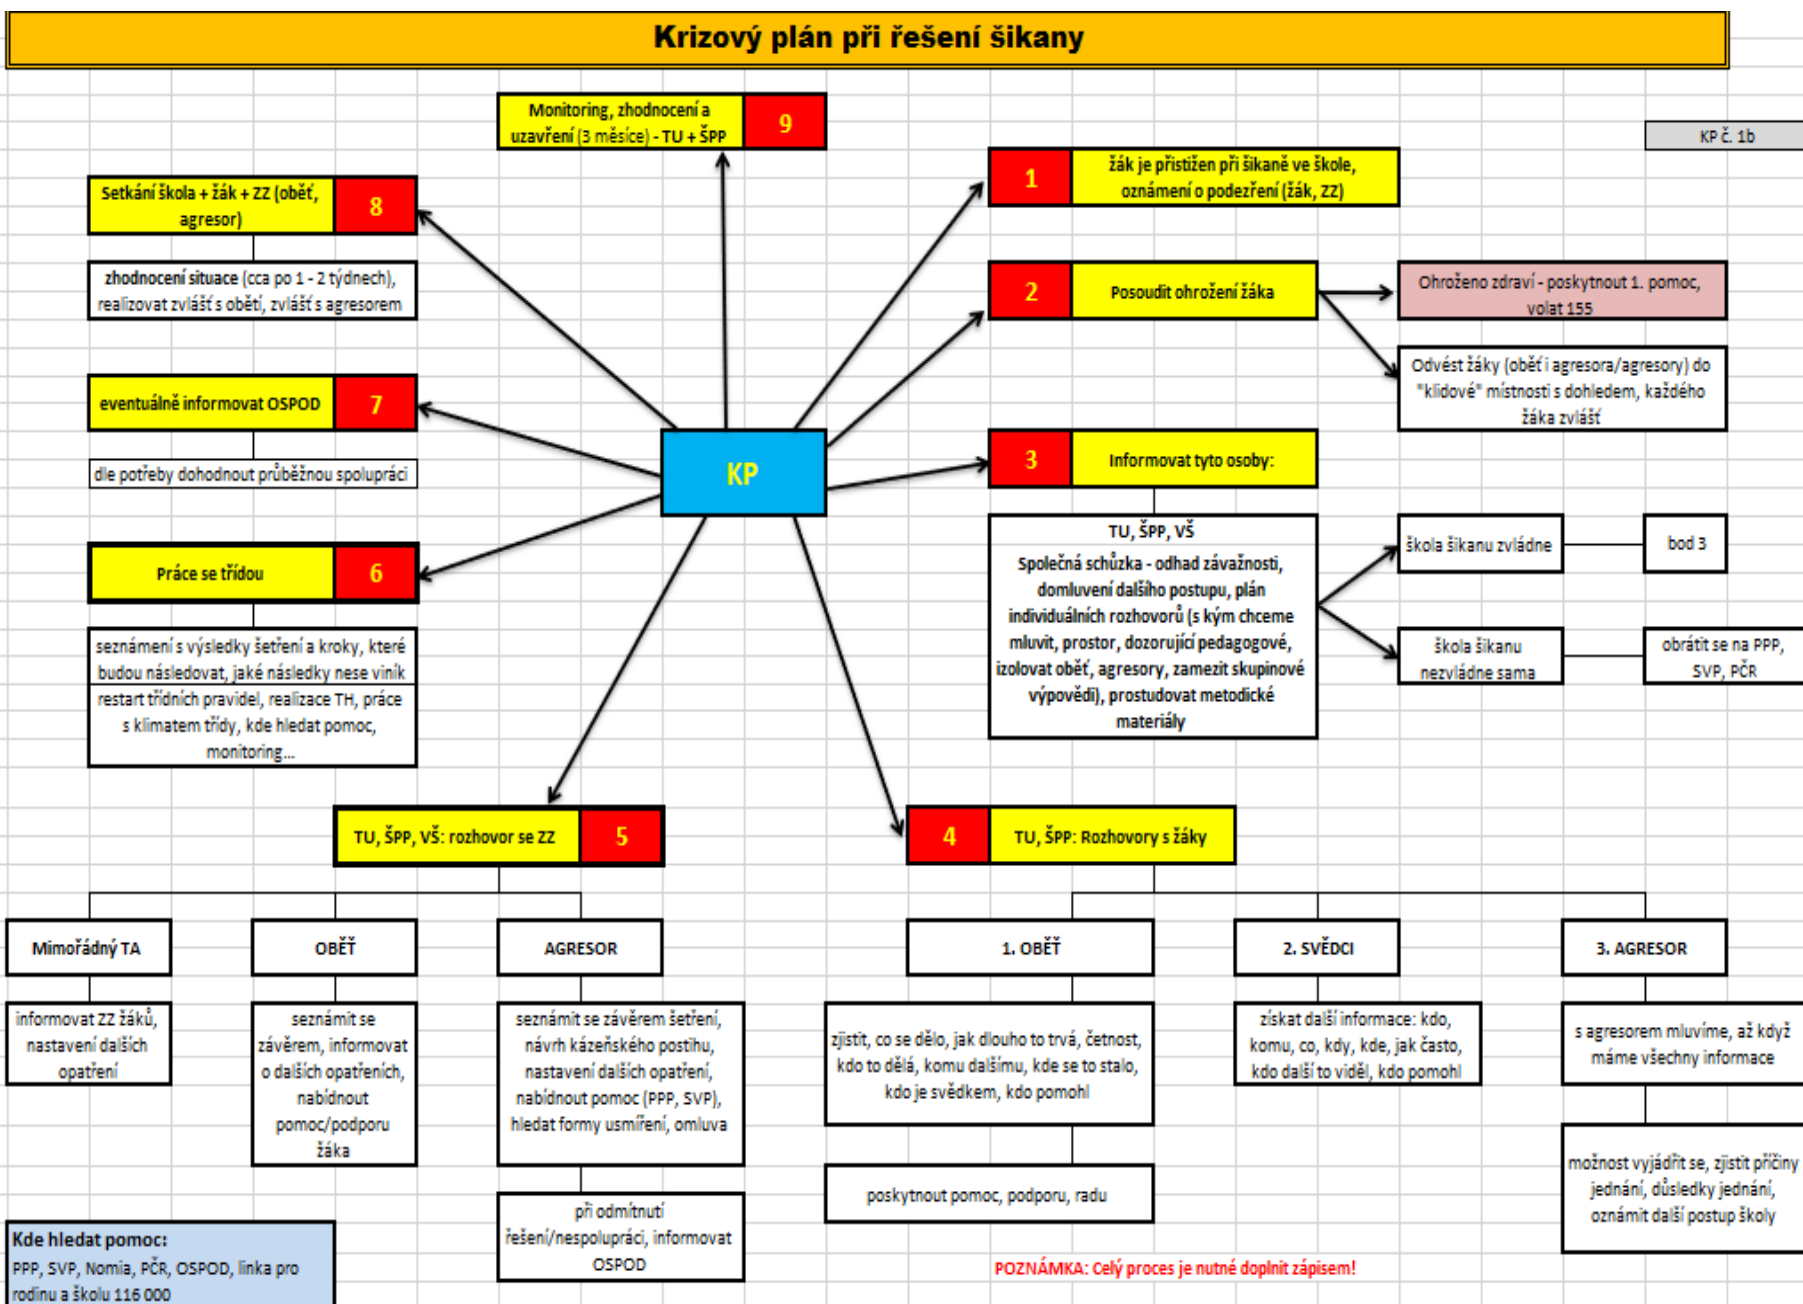 Krizový plán při řešení šikany
KP č. 1b
KP
1
žák je přistižen při šikaně ve škole,
oznámení o podezření (žák, ZZ)
2
Posoudit ohrožení žáka
Ohroženo zdraví - poskytnout 1. pomoc,
volat 155
Odvést žáky (oběť i agresora/agresory) do
"klidové" místnosti s dohledem, každého
žáka zvlášť
3
Informovat tyto osoby:
TU, ŠPP, VŠ
Společná schůzka - odhad závažnosti,
domluvení dalšího postupu, plán
individuálních rozhovorů (s kým chceme
mluvit, prostor, dozorující pedagogové,
izolovat oběť, agresory, zamezit skupinové
výpovědi), prostudovat metodické
materiály
škola šikanu zvládne
bod 3
škola šikanu
nezvládne sama
obrátit se na PPP,
SVP, PČR
4
TU, ŠPP: Rozhovory s žáky
1. OBĚŤ
zjistit, co se dělo, jak dlouho to trvá, četnost,
kdo to dělá, komu dalšímu, kde se to stalo,
kdo je svědkem, kdo pomohl
poskytnout pomoc, podporu, radu
2. SVĚDCI
získat další informace: kdo,
komu, co, kdy, kde, jak často,
kdo další to viděl, kdo pomohl
3. AGRESOR
s agresorem mluvíme, až když
máme všechny informace
možnost vyjádřit se, zjistit příčiny
jednání, důsledky jednání,
oznámit další postup školy
TU, ŠPP, VŠ: rozhovor se ZZ
5
Mimořádný TA
informovat ZZ žáků,
nastavení dalších
opatření
OBĚŤ
seznámit se
závěrem, informovat
o dalších opatřeních,
nabídnout
pomoc/podporu
žáka
AGRESOR
seznámit se závěrem šetření,
návrh kázeňského postihu,
nastavení dalších opatření,
nabídnout pomoc (PPP, SVP),
hledat formy usmíření, omluva
při odmítnutí
řešení/nespolupráci, informovat
OSPOD
Práce se třídou
6
seznámení s výsledky šetření a kroky, které
budou následovat, jaké následky nese viník
restart třídních pravidel, realizace TH, práce
s klimatem třídy, kde hledat pomoc,
monitoring...
eventuálně informovat OSPOD
7
dle potřeby dohodnout průběžnou spolupráci
Setkání škola + žák + ZZ (oběť,
agresor)
8
zhodnocení situace (cca po 1 - 2 týdnech),
realizovat zvlášť s obětí, zvlášť s agresorem
Monitoring, zhodnocení a
uzavření (3 měsíce) - TU + ŠPP
9
Kde hledat pomoc:
PPP, SVP, Nomia, PČR, OSPOD, linka pro
rodinu a školu 116 000
POZNÁMKA: Celý proces je nutné doplnit zápisem!